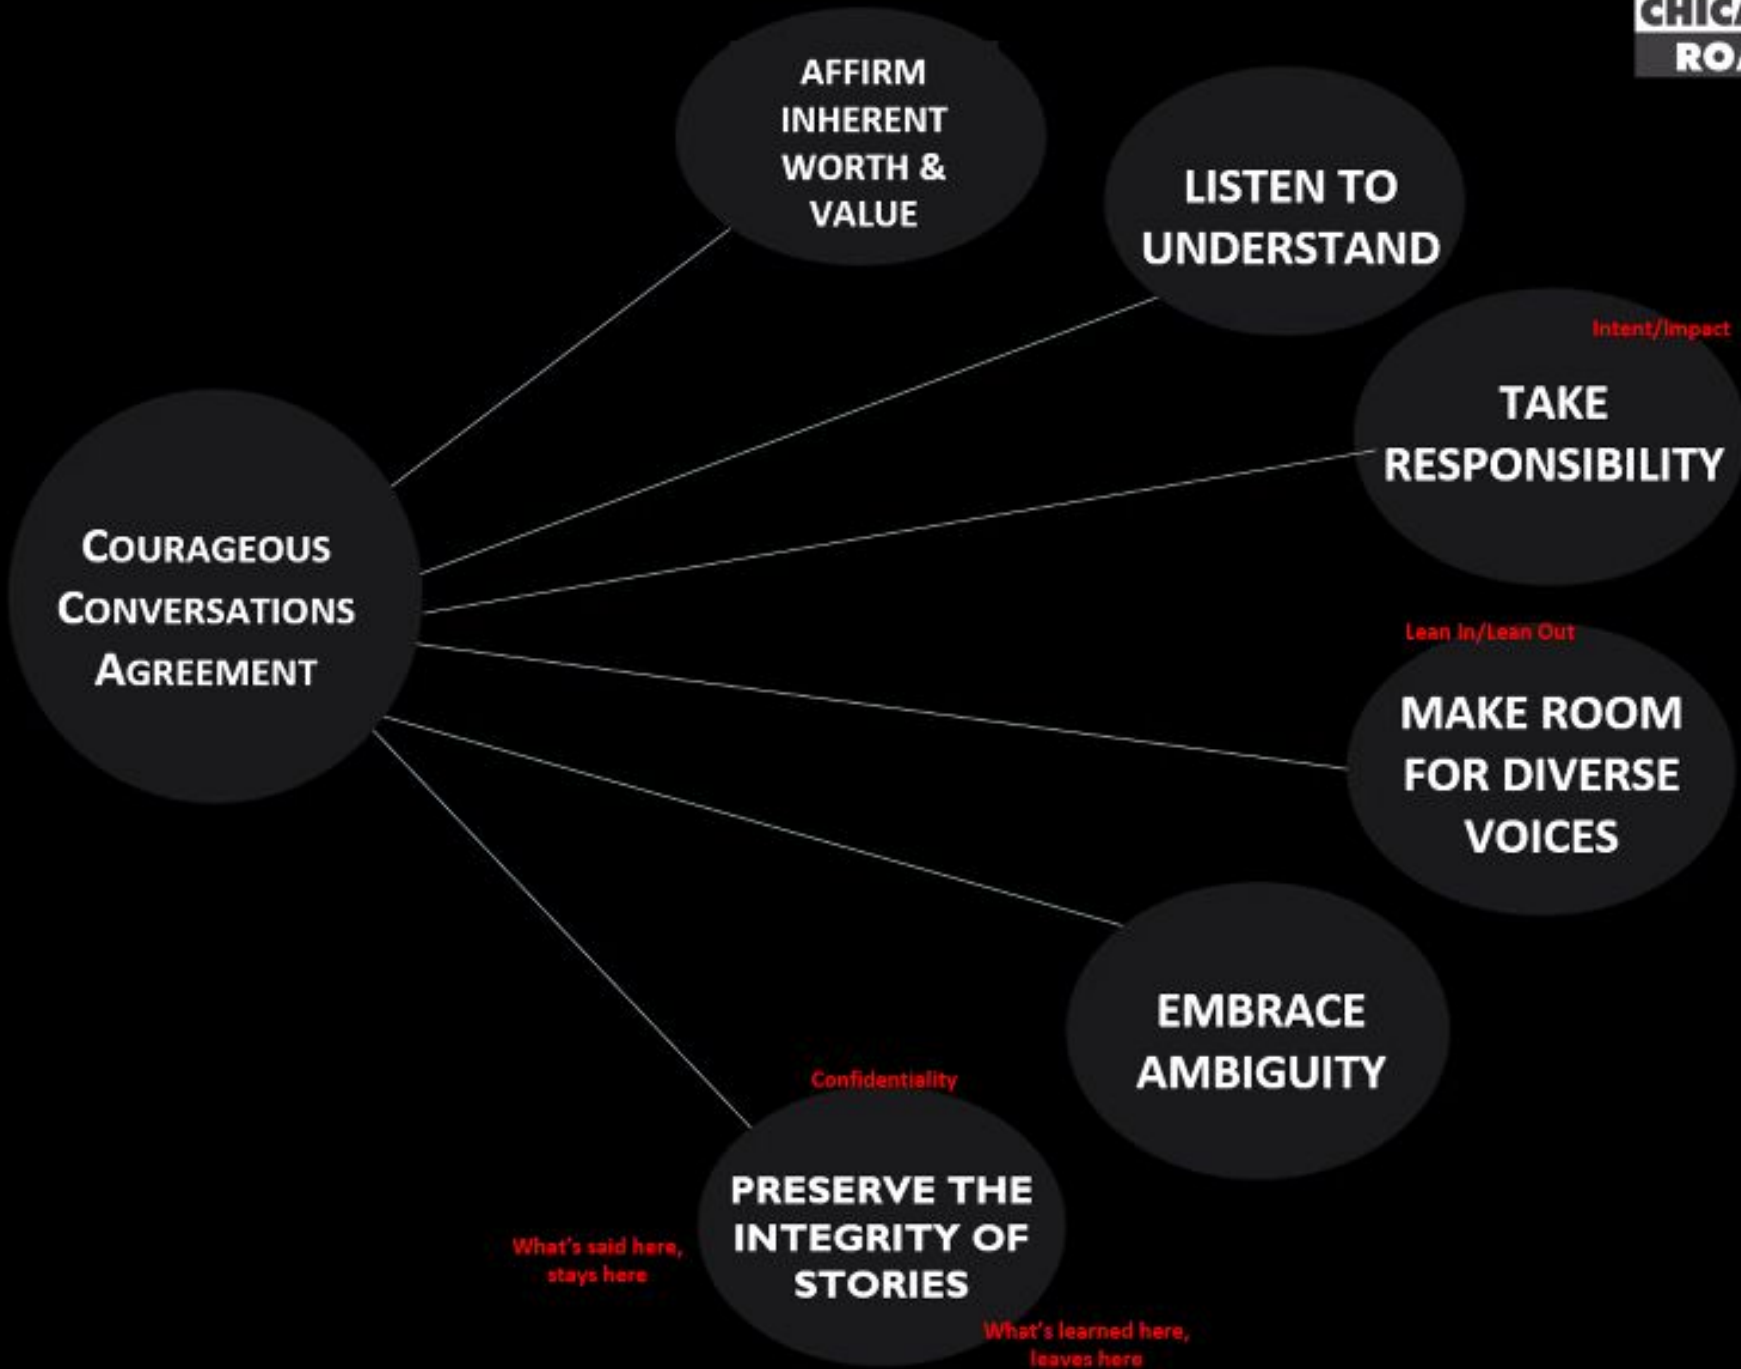 AFFIRM
INHERENT
WORTH &
VALUE
LISTEN TO
UNDERSTAND
Intent/Impact
TAKE
RESPONSIBILITY
COURAGEOUS
CONVERSATIONS
AGREEMENT
Lean In/Lean Out
MAKE ROOM
FOR DIVERSE
VOICES
EMBRACE
AMBIGUITY
Confidentiality
PRESERVE THE
INTEGRITY OF
STORIES
What's said here,
stays here
What's learned here,
leaves here